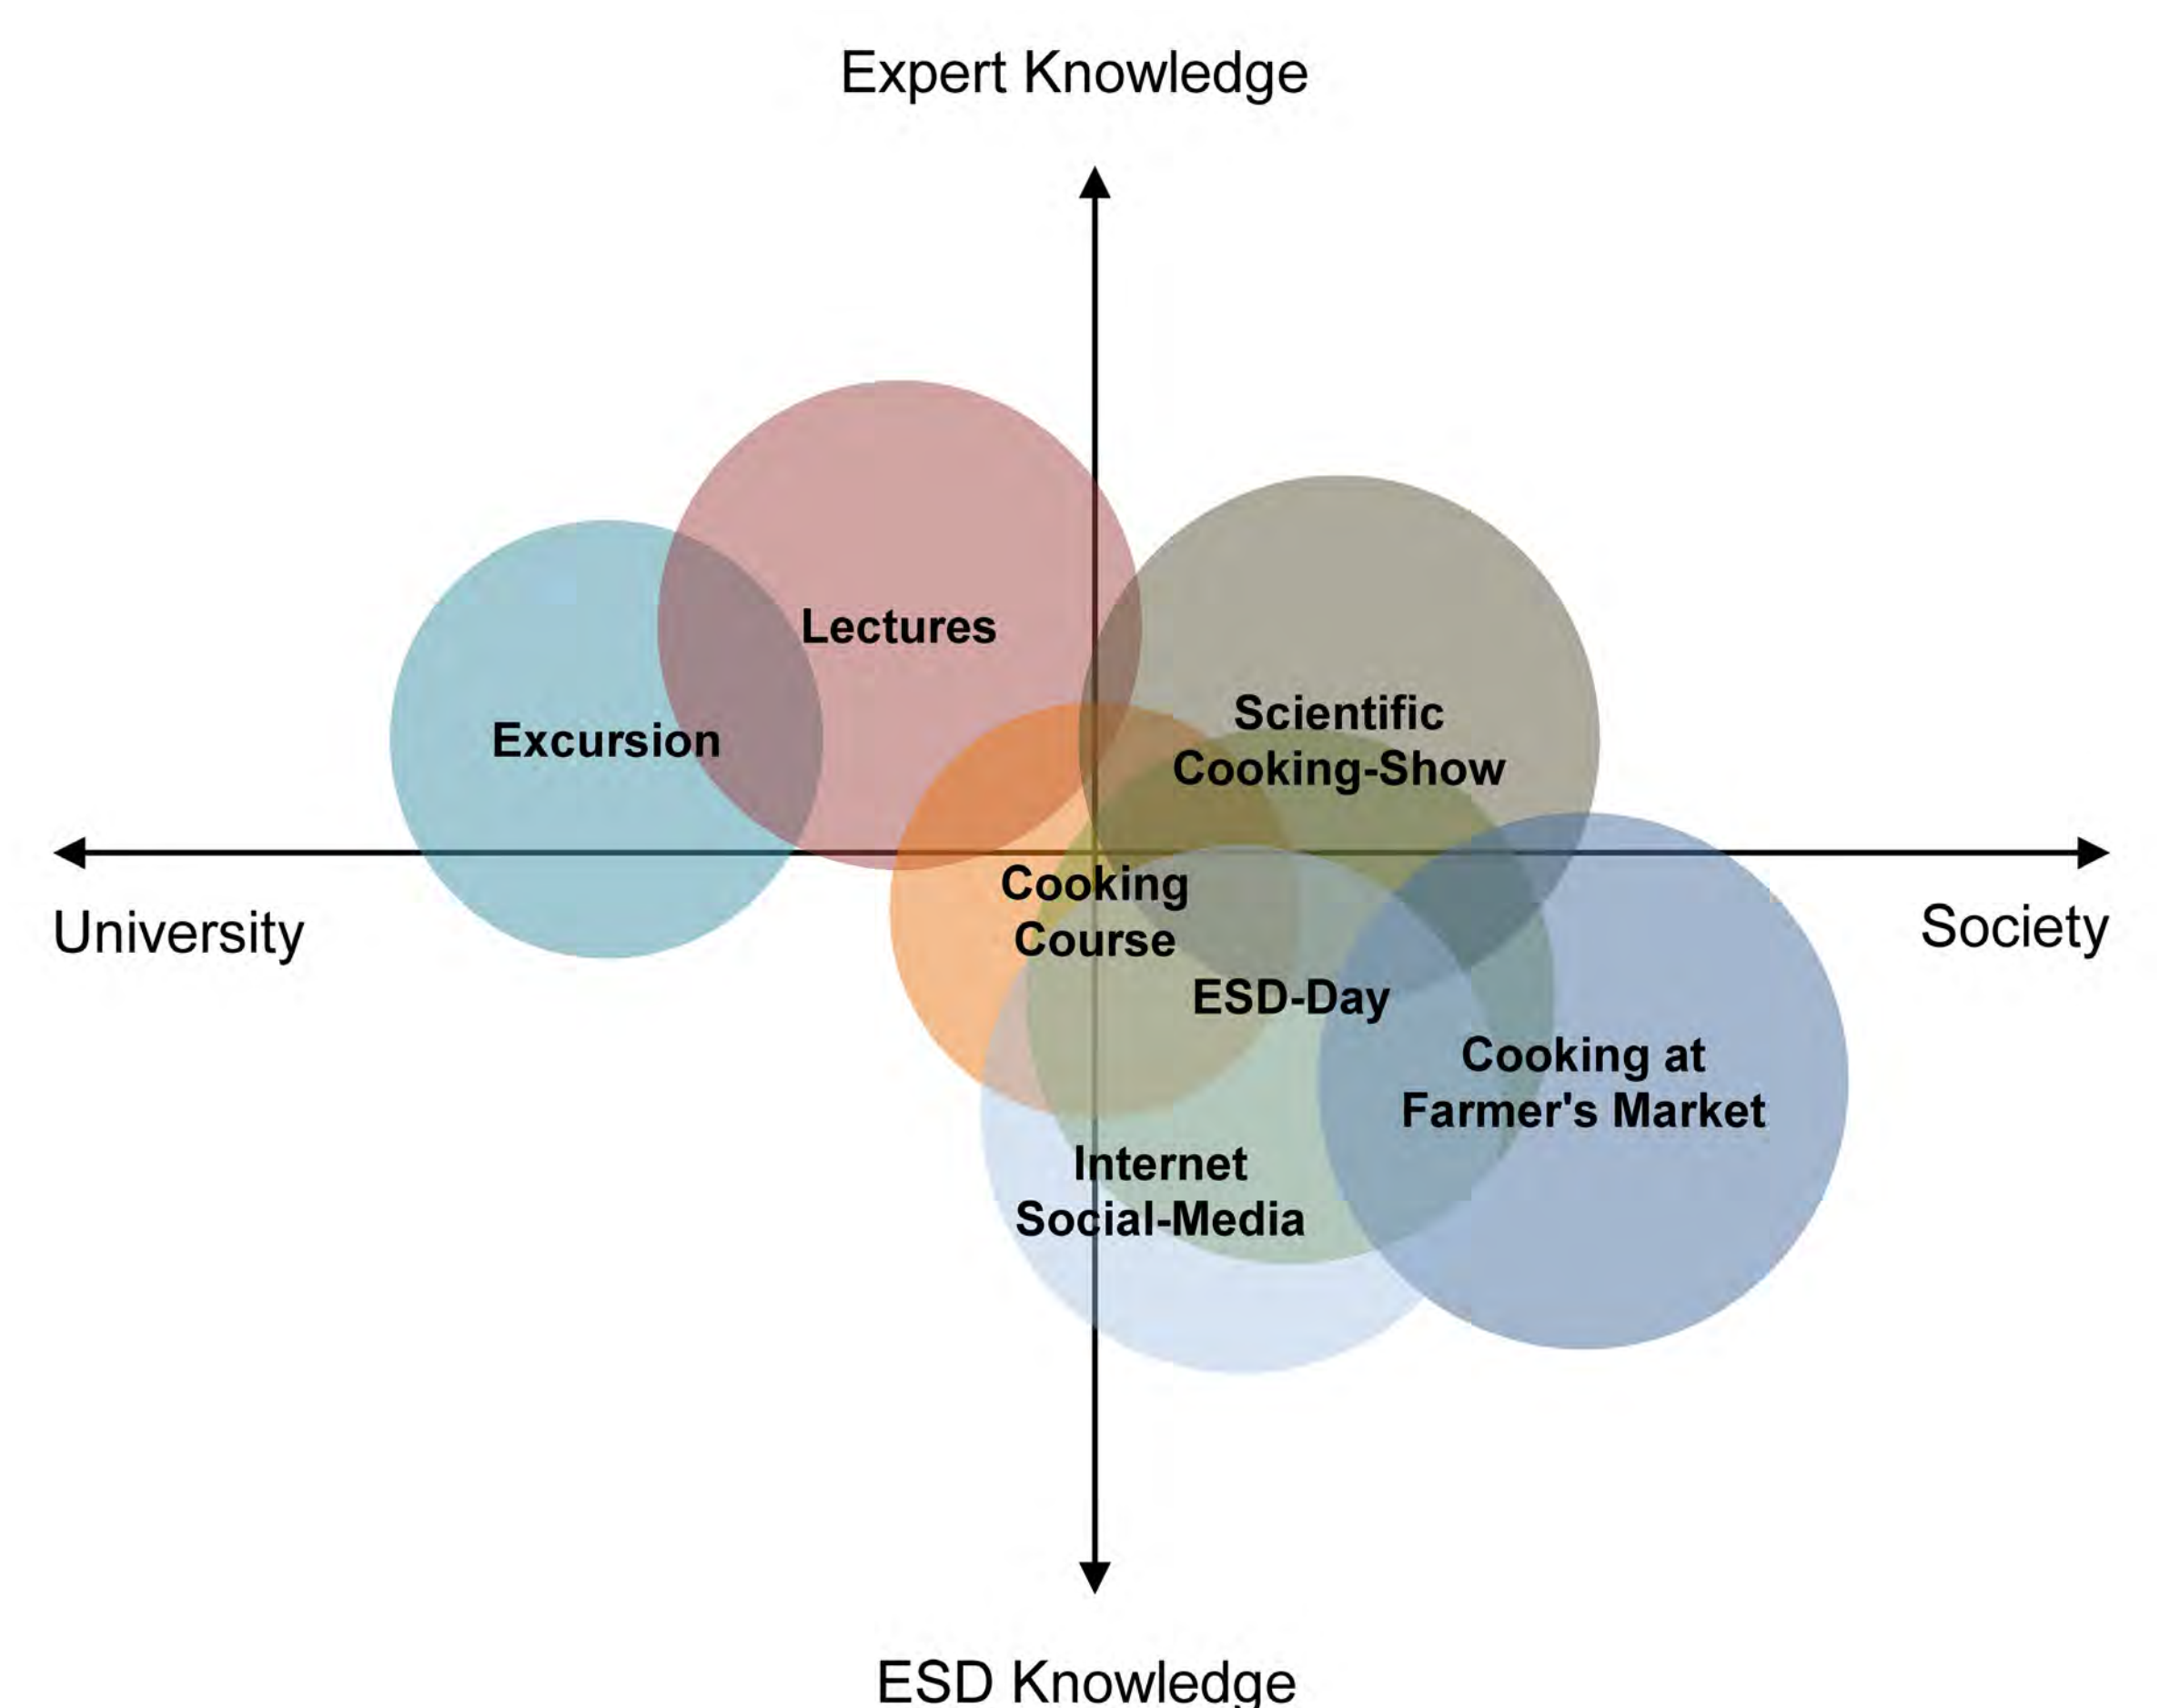 Expert Knowledge
Lectures
Excursion
Scientific
Cooking-Show
University
Society
Cooking
Course
ESD-Day
Cooking at
Farmer's Market
Internet
Social-Media
ESD Knowledge